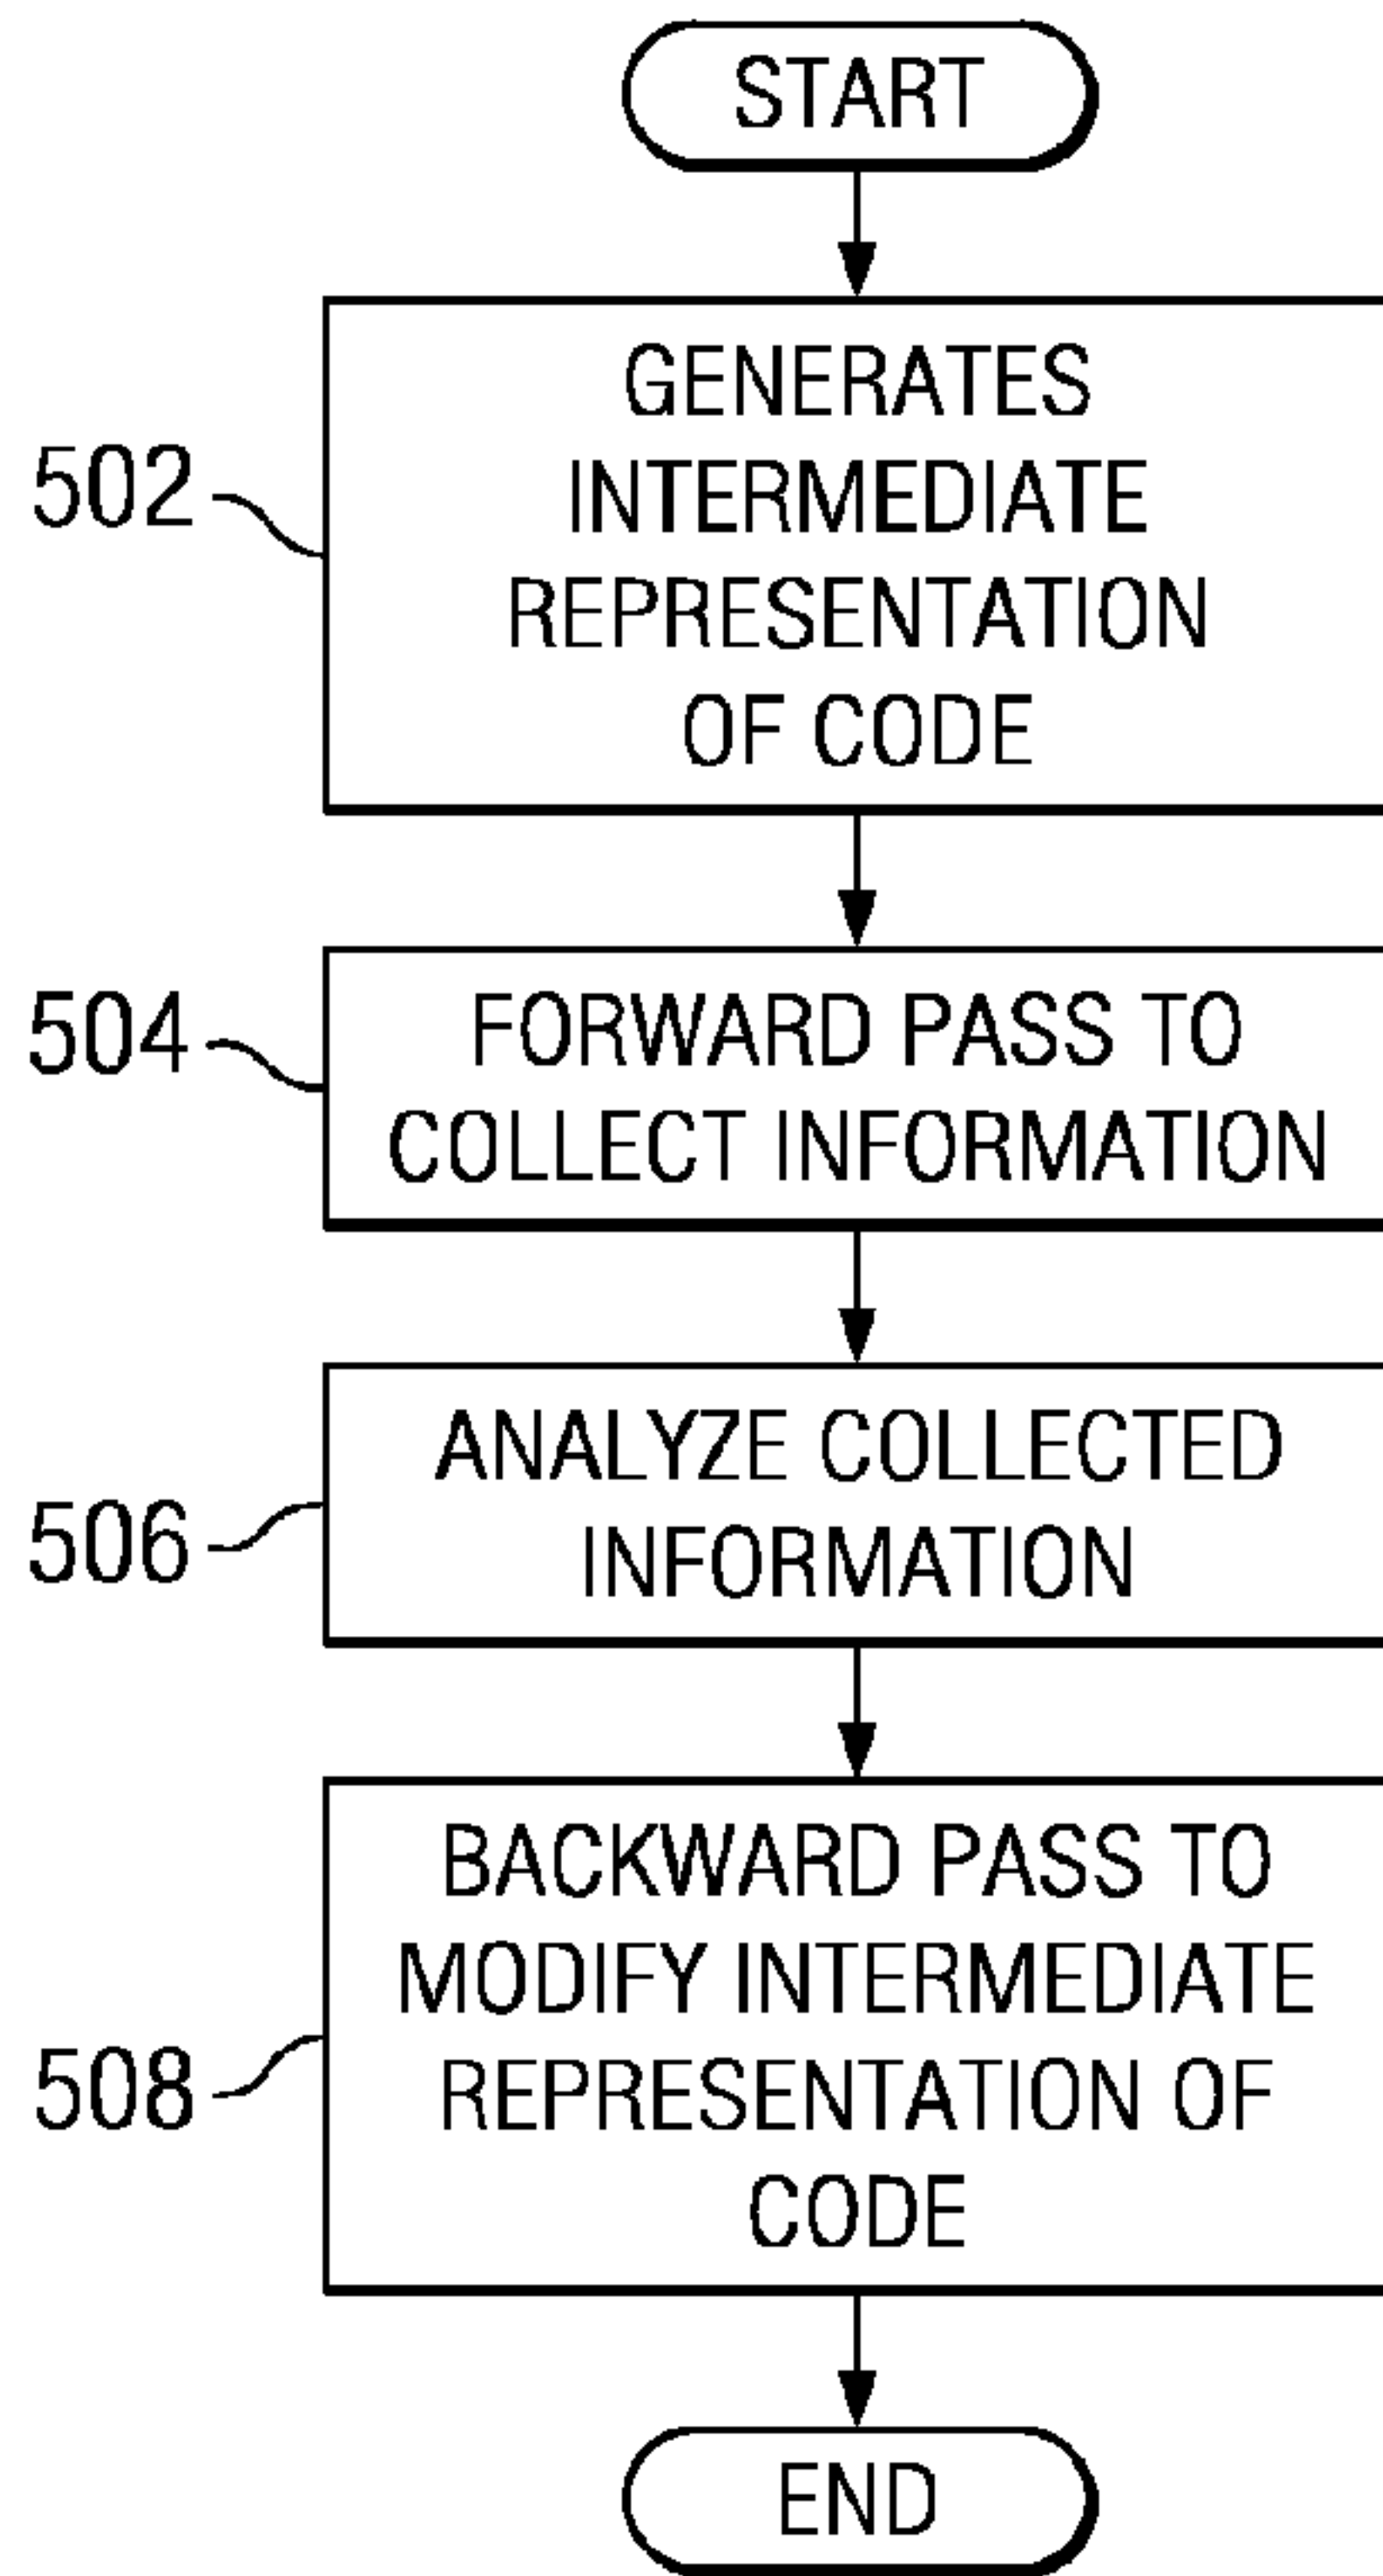 START
502
GENERATES
INTERMEDIATE
REPRESENTATION
OF CODE
504
FORWARD PASS TO
COLLECT INFORMATION
506
ANALYZE COLLECTED
INFORMATION
508
BACKWARD PASS TO
MODIFY INTERMEDIATE
REPRESENTATION OF
CODE
END